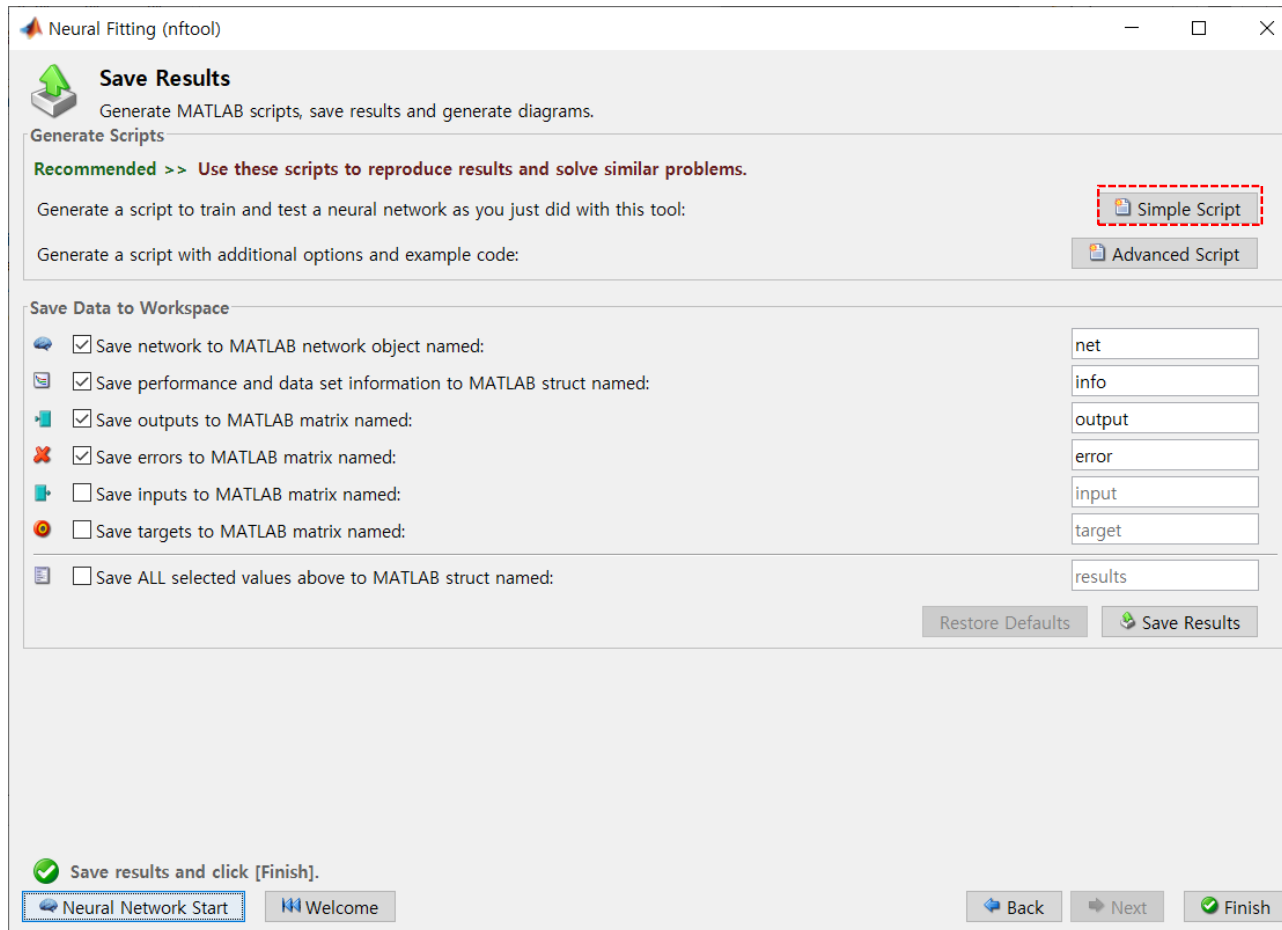 Neural Fitting (nftool)
Save Results
Generate MATLAB scripts, save results and generate diagrams.
Generate Scripts
Recommended >> Use these scripts to reproduce results and solve similar problems.
Generate a script to train and test a neural network as you just did with this tool: Simple Script
Generate a script with additional options and example code: Advanced Script
Save Data to Workspace
Save network to MATLAB network object named: net
Save performance and data set information to MATLAB struct named: info
Save outputs to MATLAB matrix named: output
Save errors to MATLAB matrix named: error
Save inputs to MATLAB matrix named: input
Save targets to MATLAB matrix named: target
Save ALL selected values above to MATLAB struct named: results
Restore Defaults Save Results
Save results and click [Finish].
Neural Network Start Welcome Back Next Finish